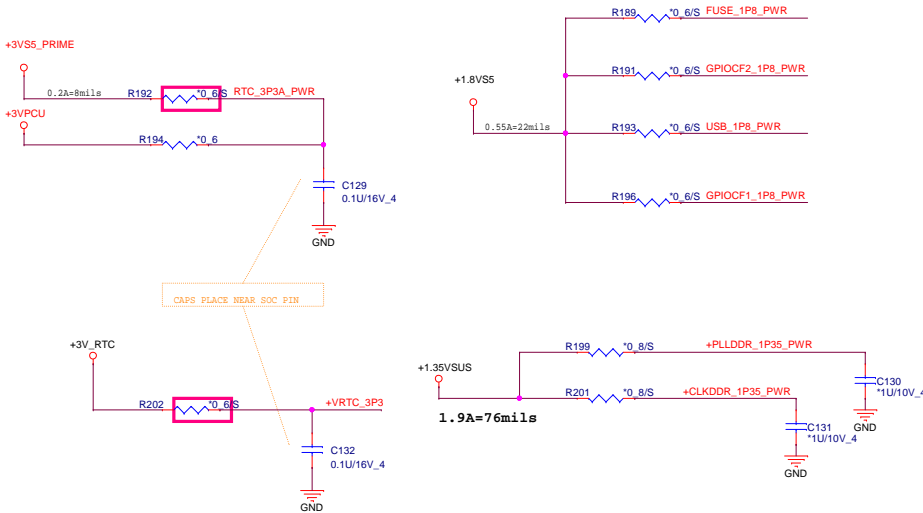 +3VS5_PRIME
0.2A=8mils
R192
*0_6/S
RTC_3P3A_PWR
+3VPCU
R194
*0_6
C129
0.1U/16V_4
GND
CAPS PLACE NEAR SOC PIN
+3V_RTC
R202
*0_6/S
+VRTC_3P3
C132
0.1U/16V_4
GND
R189
*0_6/S
FUSE_1P8_PWR
+1.8VS5
R191
*0_6/S
GPIOCF2_1P8_PWR
0.55A=22mils
R193
*0_6/S
USB_1P8_PWR
R196
*0_6/S
GPIOCF1_1P8_PWR
+1.35VSUS
R199
*0_8/S
+PLLDDR_1P35_PWR
R201
*0_8/S
+CLKDDR_1P35_PWR
1.9A=76mils
C130
*1U/10V_4
GND
C131
*1U/10V_4
GND